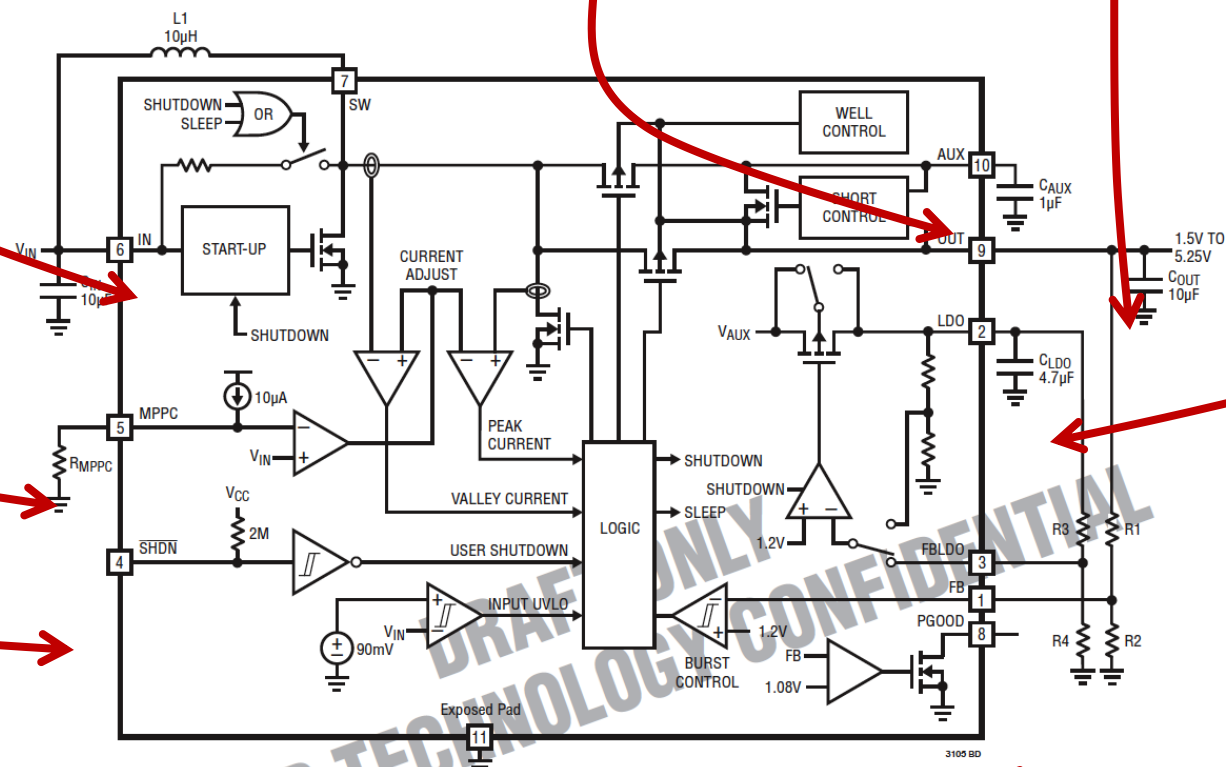 L1
10µH
7
SW
SHUTDOWN
SLEEP
OR
WELL
CONTROL
AUX
10
CAUX
1µF
SHORT
CONTROL
VIN
6
IN
START-UP
CURRENT
ADJUST
OUT
9
1.5V TO
5.25V
CIN
10µF
COUT
10µF
SHUTDOWN
VAUX
LDO
2
CLDO
4.7µF
− +
− +
10µA
MPPC
5
RMPPC
−
VIN
+
PEAK
CURRENT
SHUTDOWN
VALLEY CURRENT
LOGIC
SLEEP
SHUTDOWN
+ −
1.2V
VCC
2M
SHDN
4
USER SHUTDOWN
R3
R1
FBLDO
3
FB
1
INPUT UVLO
+
VIN
−
+
−
90mV
−
+
1.2V
BURST
CONTROL
PGOOD
8
FB
1.08V
R4
R2
Exposed Pad
11
3105 BD
DRAFT ONLY
TECHNOLOGY CONFIDENTIAL